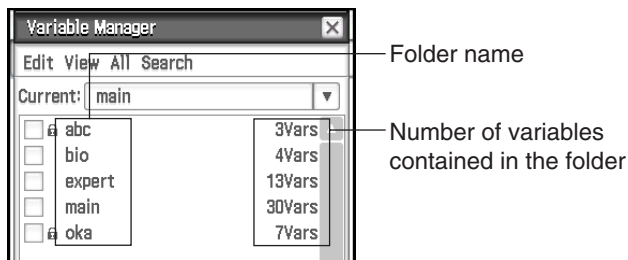 Variable Manager
Edit View All Search
Current: main
abc 3Vars
bio 4Vars
expert 13Vars
main 30Vars
oka 7Vars
Folder name
Number of variables
contained in the folder